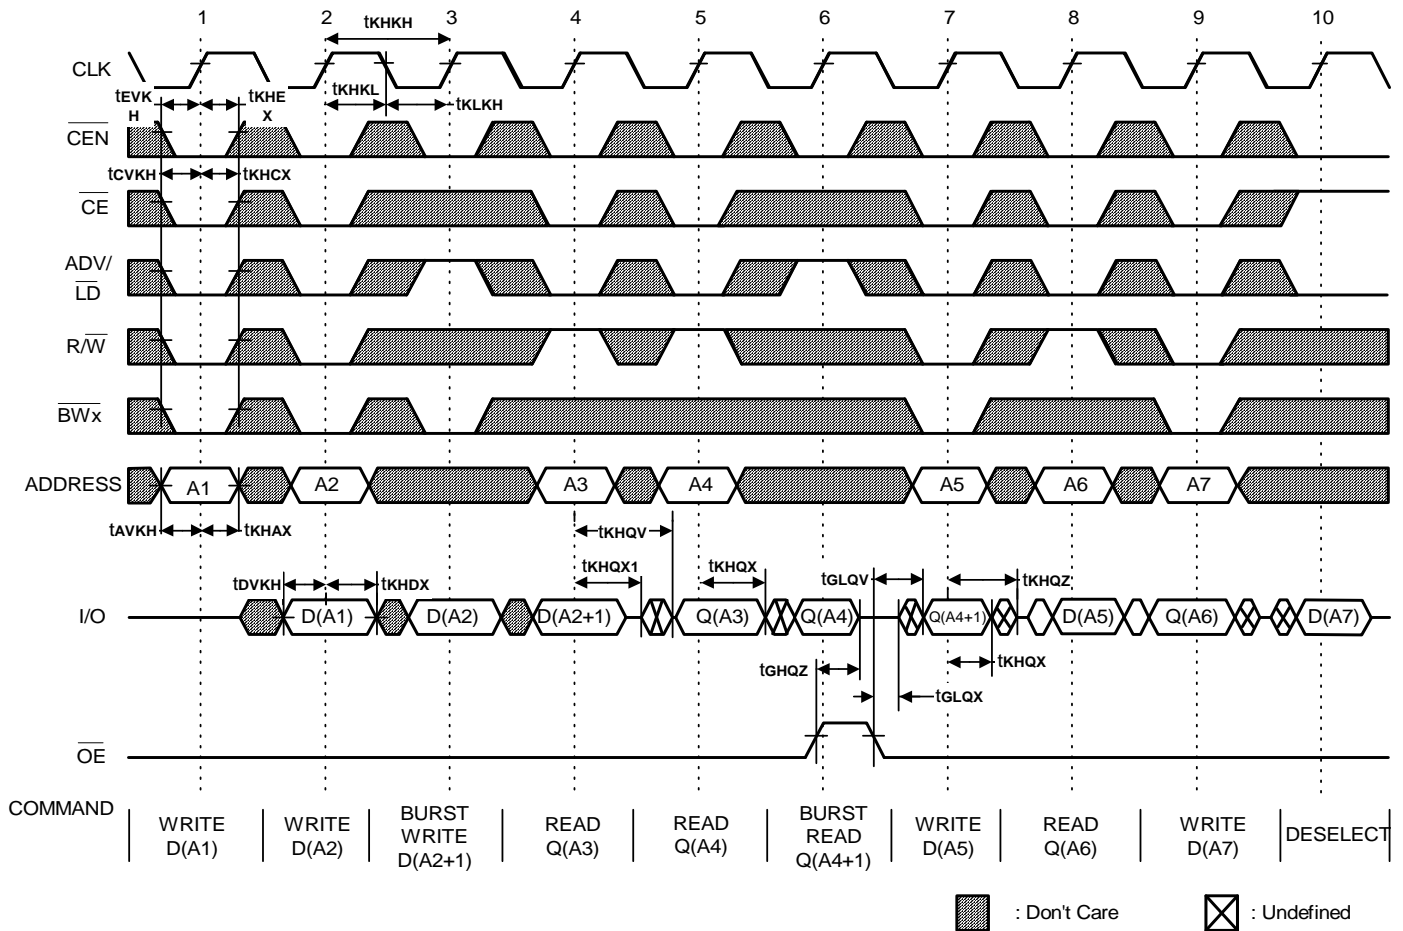 1 2 3 4 5 6 7 8 9 10
tKHKH
CLK
tEVK
H
tKHE
X
tKHKL
tKLKH
CEN
tCVKH
tKHCX
CE
ADV/
LD
R/W
BWx
ADDRESS
A1 A2 A3 A4 A5 A6 A7
tAVKH
tKHAX
tKHQV
tDVKH
tKHDX
tKHQX1
tKHQX
tGLQV
tKHQZ
I/O
D(A1) D(A2) D(A2+1) Q(A3) Q(A4) Q(A4+1) D(A5) Q(A6) D(A7)
tGHQZ
tKHQX
tGLQX
OE
COMMAND
WRITE
D(A1)
WRITE
D(A2)
BURST
WRITE
D(A2+1)
READ
Q(A3)
READ
Q(A4)
BURST
READ
Q(A4+1)
WRITE
D(A5)
READ
Q(A6)
WRITE
D(A7)
DESELECT
: Don't Care
: Undefined